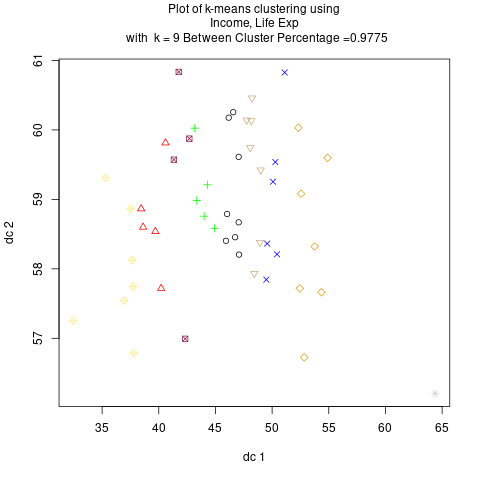 Plot of k-means clustering using
Income, Life Exp
with  k = 9 Between Cluster Percentage =0.9775
61
60
59
58
57
dc 2
35 40 45 50 55 60 65
dc 1